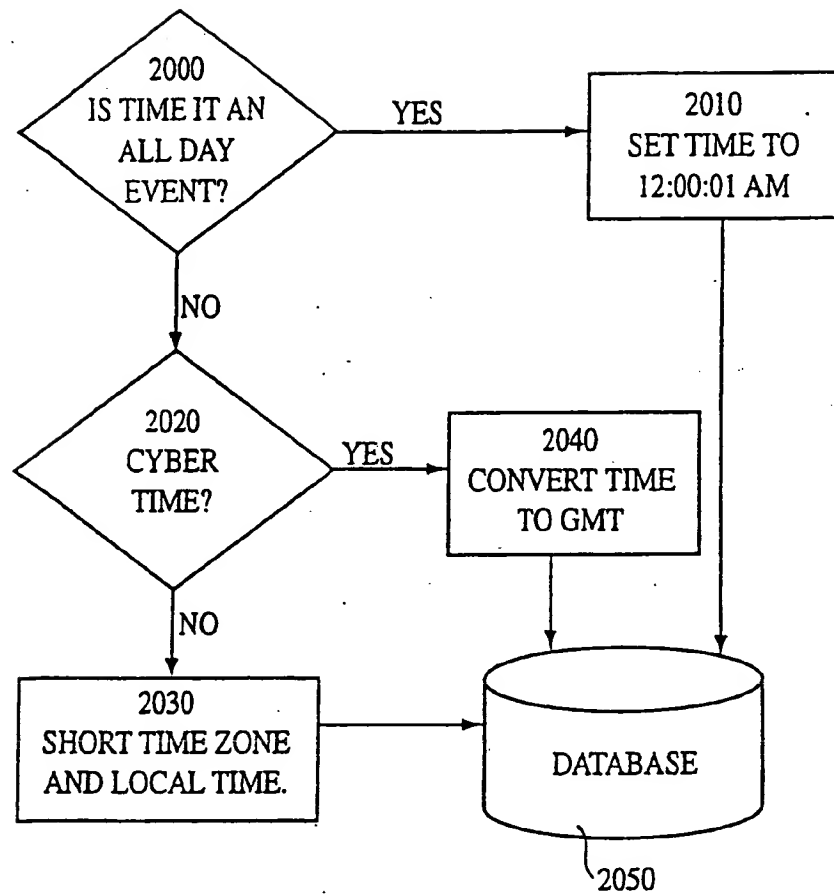 2000
IS TIME IT AN
ALL DAY
EVENT?
YES
2010
SET TIME TO
12:00:01 AM
NO
2020
CYBER
TIME?
YES
2040
CONVERT TIME
TO GMT
NO
2030
SHORT TIME ZONE
AND LOCAL TIME.
DATABASE
2050